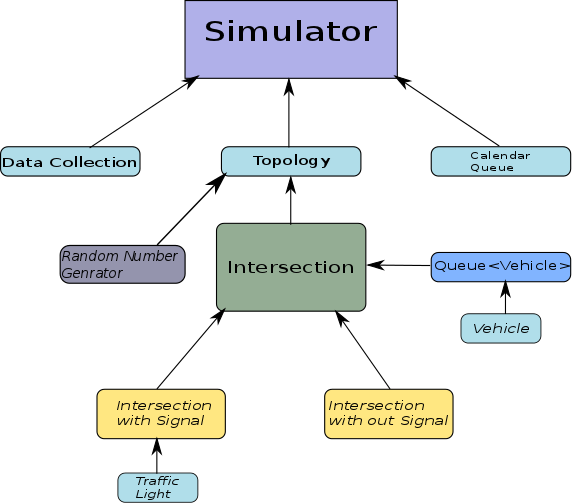 Simulator
Data Collection
Topology
Calendar
Queue
Random Number
Genrator
Intersection
Queue<Vehicle>
Vehicle
Intersection
with Signal
Intersection
with out Signal
Traffic
Light